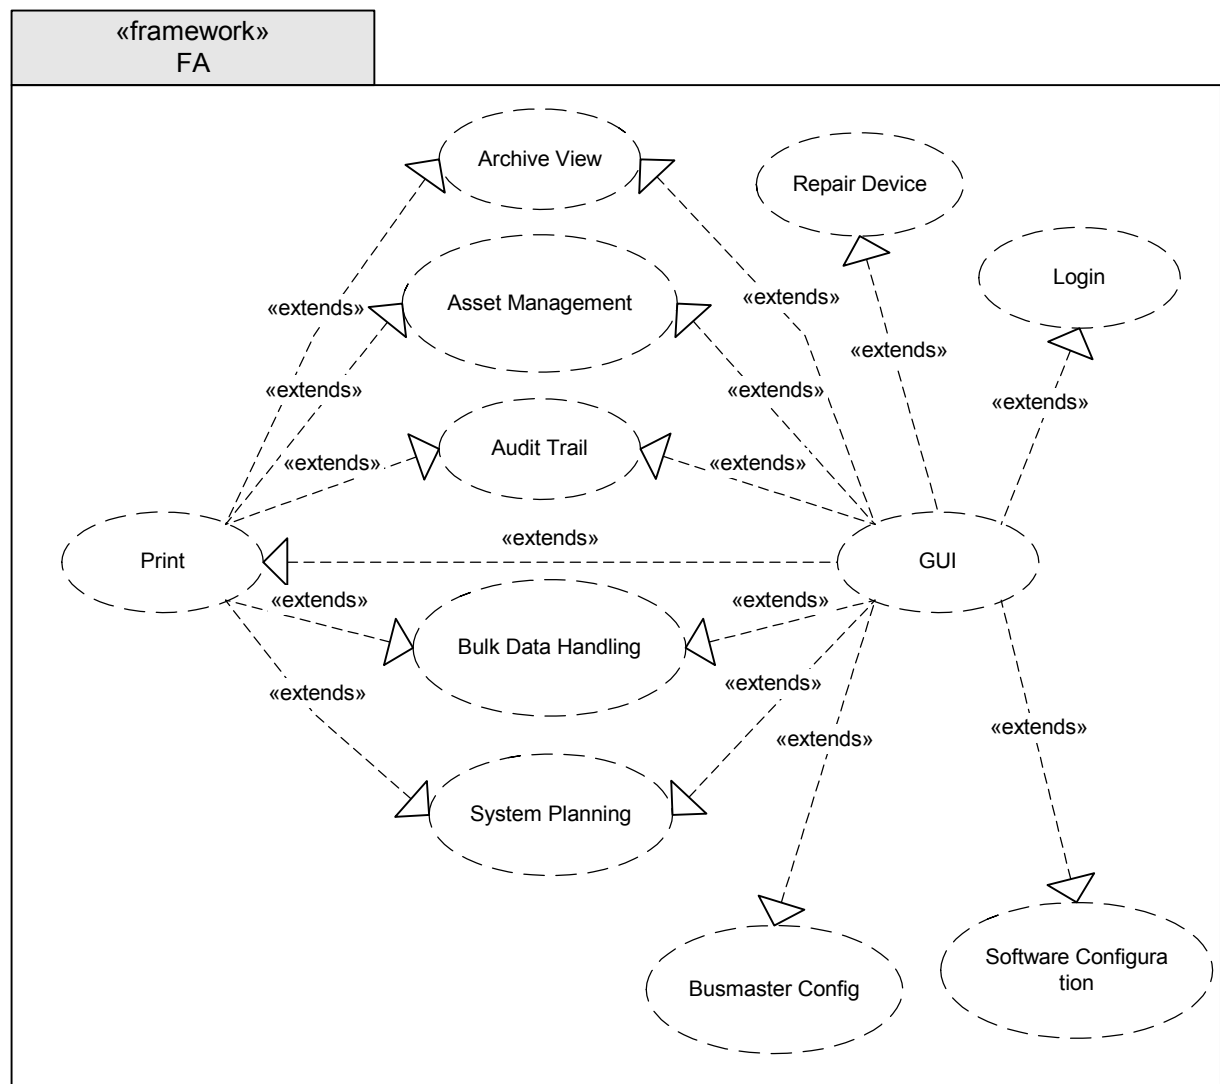 «framework»
FA
Archive View
Repair Device
Login
«extends»
«extends»
Asset Management
«extends»
«extends»
«extends»
«extends»
«extends»
Audit Trail
«extends»
«extends»
«extends»
Print
GUI
«extends»
«extends»
Bulk Data Handling
«extends»
«extends»
«extends»
«extends»
System Planning
Software Configura
tion
Busmaster Config